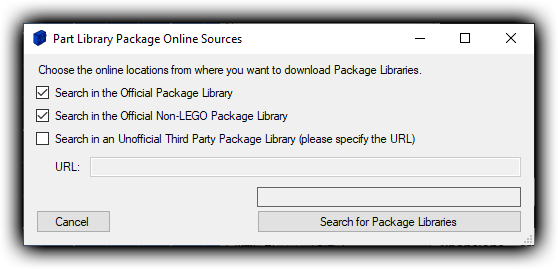 Part Library Package Online Sources
Choose the online locations from where you want to download Package Libraries.
Search in the Official Package Library
Search in the Official Non-LEGO Package Library
Search in an Unofficial Third Party Package Library (please specify the URL)
URL:
Cancel
Search for Package Libraries